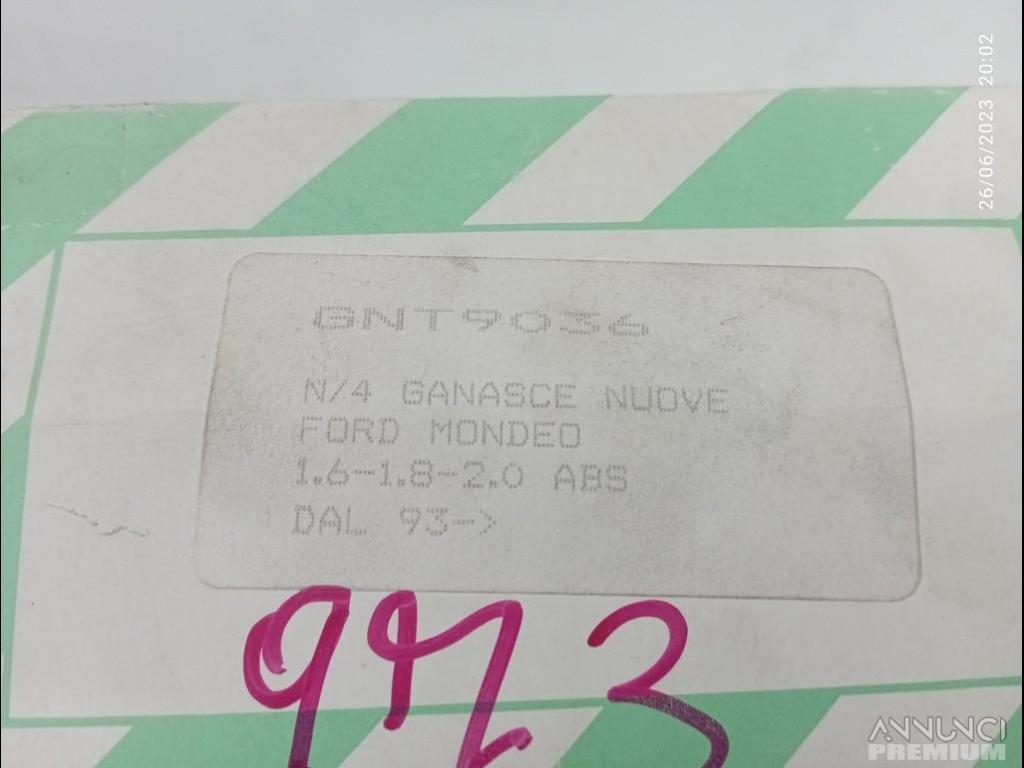 26/06/2023 20:02
GNT9036
N/4 GANASCE NUOVE
FORD MONDEO
1.6-1.8-2.0 ABS
DAL 93->
ANNUNCI
PREMIUM